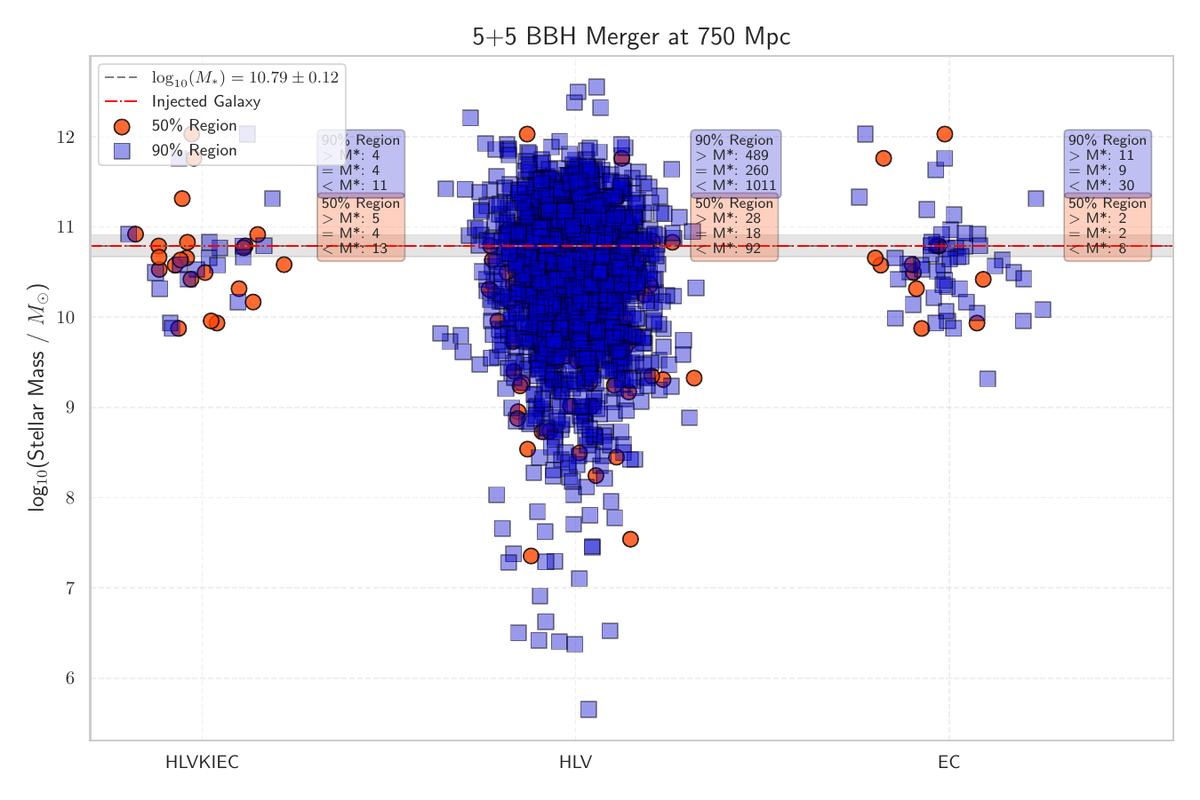 5+5 BBH Merger at 750 Mpc
log10(M*) = 10.79 ± 0.12
Injected Galaxy
50% Region
90% Region
90% Region
> M*: 4
= M*: 4
< M*: 11
50% Region
> M*: 5
= M*: 4
< M*: 13
90% Region
> M*: 489
= M*: 260
< M*: 1011
50% Region
> M*: 28
= M*: 18
< M*: 92
90% Region
> M*: 11
= M*: 9
< M*: 30
50% Region
> M*: 2
= M*: 2
< M*: 8
log10(Stellar Mass / M⊙)
12
11
10
9
8
7
6
HLVKIEC
HLV
EC